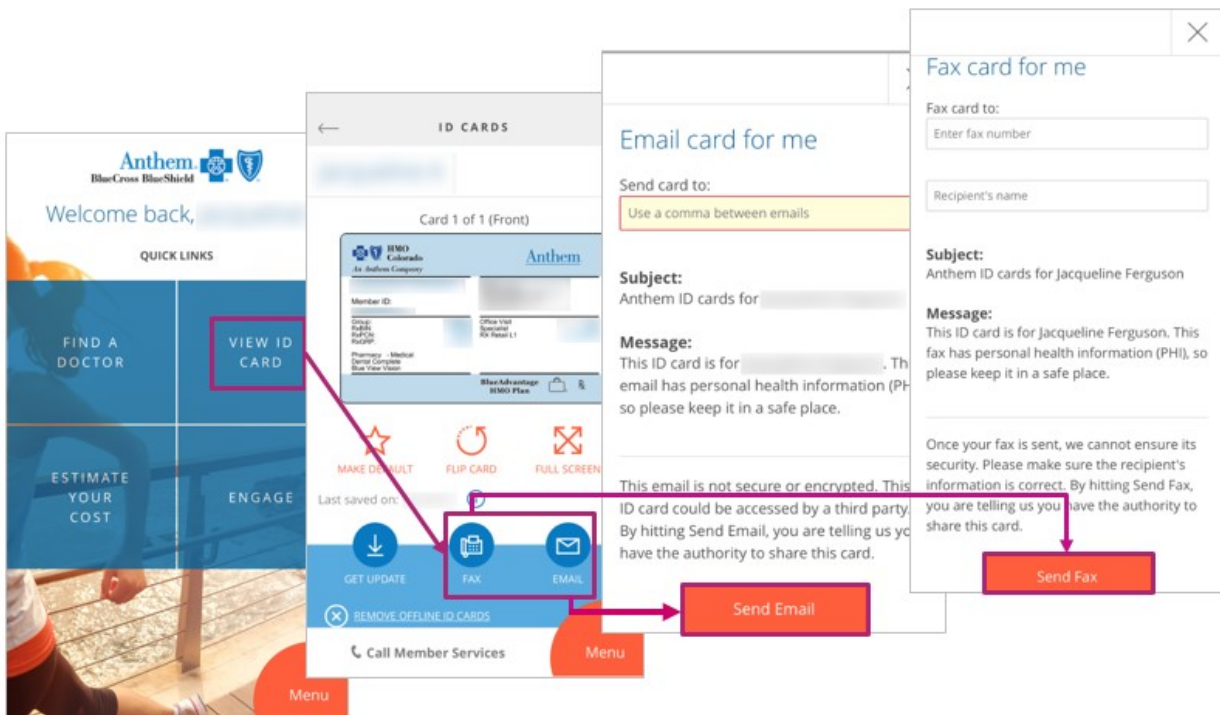 Anthem
BlueCross BlueShield
Welcome back,
QUICK LINKS
FIND A
DOCTOR
VIEW ID
CARD
ESTIMATE
YOUR
COST
ENGAGE
Menu
ID CARDS
Card 1 of 1 (Front)
HMO
Colorado
An Anthem Company
Anthem
Member ID:
Group:
RxBIN:
RxPCN:
RxGRP:
Office Visit
Specialist
RX Retail L1
Pharmacy - Medical
Dental Complete
Blue View Vision
BlueAdvantage
HMO Plan
MAKE DEFAULT
FLIP CARD
FULL SCREEN
Last saved on:
GET UPDATE
FAX
EMAIL
REMOVE OFFLINE ID CARDS
Call Member Services
Menu
Email card for me
Send card to:
Use a comma between emails
Subject:
Anthem ID cards for
Message:
This ID card is for . Th
email has personal health information (PH
so please keep it in a safe place.
This email is not secure or encrypted. This
ID card could be accessed by a third party.
By hitting Send Email, you are telling us yo
have the authority to share this card.
Send Email
Fax card for me
Fax card to:
Enter fax number
Recipient's name
Subject:
Anthem ID cards for Jacqueline Ferguson
Message:
This ID card is for Jacqueline Ferguson. This
fax has personal health information (PHI), so
please keep it in a safe place.
Once your fax is sent, we cannot ensure its
security. Please make sure the recipient's
information is correct. By hitting Send Fax,
you are telling us you have the authority to
share this card.
Send Fax